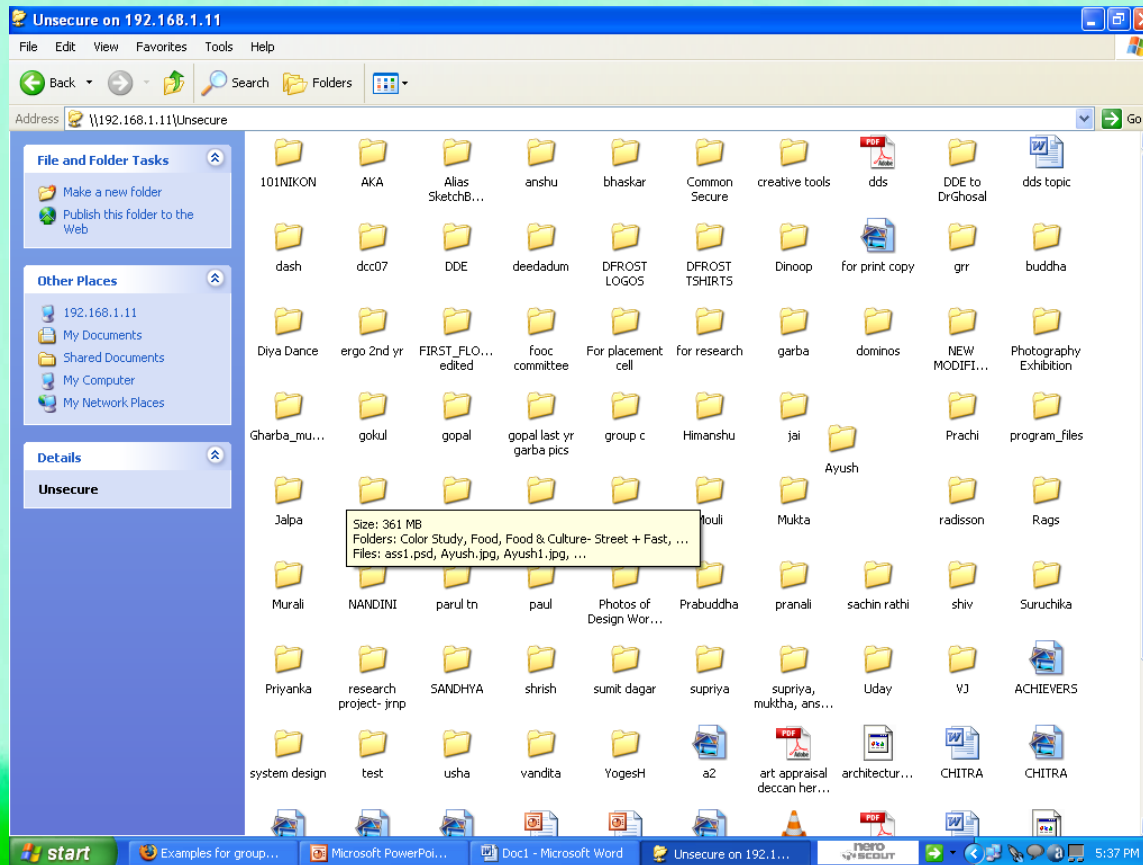 Unsecure on 192.168.1.11
File Edit View Favorites Tools Help
Back Search Folders
Address \\192.168.1.11\Unsecure Go
File and Folder Tasks
Make a new folder
Publish this folder to the
Web
Other Places
192.168.1.11
My Documents
Shared Documents
My Computer
My Network Places
Details
Unsecure
101NIKON AKA Alias anshu bhaskar Common creative tools dds DDE to dds topic
SketchB... Secure DrGhosal
dash dcc07 DDE deedadum DFROST DFROST Dinoop for print copy grr buddha
LOGOS TSHIRTS
Diya Dance ergo 2nd yr FIRST_FLO... fooc For placement for research garba dominos NEW Photography
edited committee cell MODIFI... Exhibition
Gharba_mu... gokul gopal gopal last yr group c Himanshu jai Prachi program_files
garba pics
Ayush
Jalpa Mouli Mukta radisson Rags
Size: 361 MB
Folders: Color Study, Food, Food & Culture- Street + Fast, ...
Files: ass1.psd, Ayush.jpg, Ayush1.jpg, ...
Murali NANDINI parul tn paul Photos of Prabuddha pranali sachin rathi shiv Suruchika
Design Wor...
Priyanka research SANDHYA shrish sumit dagar supriya supriya, Uday VJ ACHIEVERS
project- jrnp muktha, ans...
system design test usha vandita YogesH a2 art appraisal architectur... CHITRA CHITRA
deccan her...
start Examples for group... Microsoft PowerPoi... Doc1 - Microsoft Word Unsecure on 192.1... nero SCOUT 5:37 PM